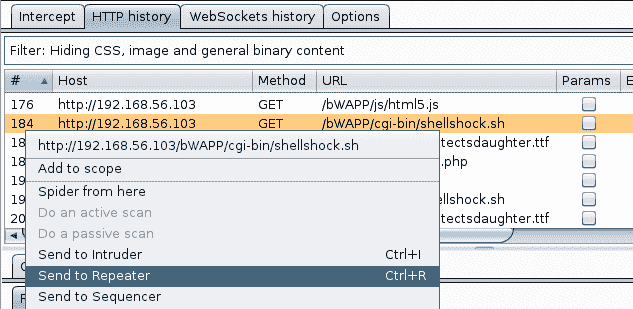 Intercept HTTP history WebSockets history Options
Filter: Hiding CSS, image and general binary content
# Host Method URL Params E
176 http://192.168.56.103 GET /bWAPP/js/html5.js
184 http://192.168.56.103 GET /bWAPP/cgi-bin/shellshock.sh
http://192.168.56.103/bWAPP/cgi-bin/shellshock.sh
tectsdaughter.ttf
Add to scope
.php
Spider from here
Do an active scan
ellshock.sh
Do a passive scan
20 tectsdaughter.ttf
Send to Intruder Ctrl+I
Send to Repeater Ctrl+R
Send to Sequencer